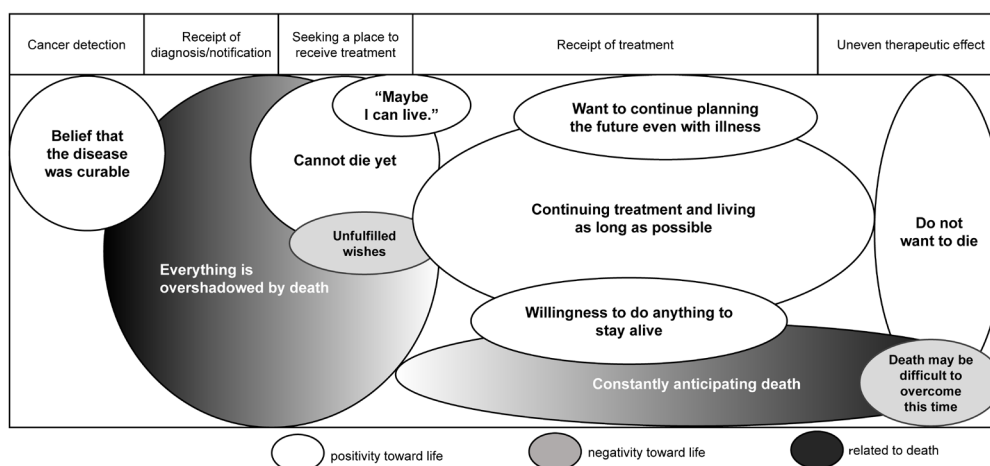 Cancer detection
Receipt of
diagnosis/notification
Seeking a place to
receive treatment
Receipt of treatment
Uneven therapeutic effect
Belief that
the disease
was curable
“Maybe
I can live.”
Cannot die yet
Unfulfilled
wishes
Everything is
overshadowed by death
Want to continue planning
the future even with illness
Continuing treatment and living
as long as possible
Willingness to do anything to
stay alive
Constantly anticipating death
Do not
want to die
Death may be
difficult to
overcome
this time
positivity toward life
negativity toward life
related to death